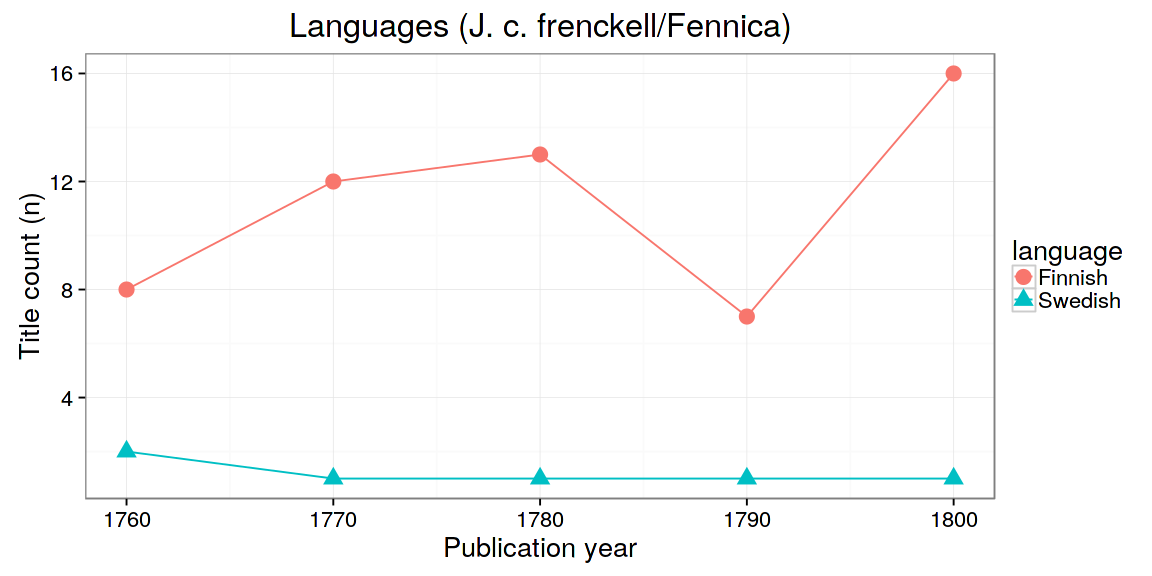 Languages (J. c. frenckell/Fennica)
16
12
8
4
Title count (n)
1760 1770 1780 1790 1800
Publication year
language
Finnish
Swedish